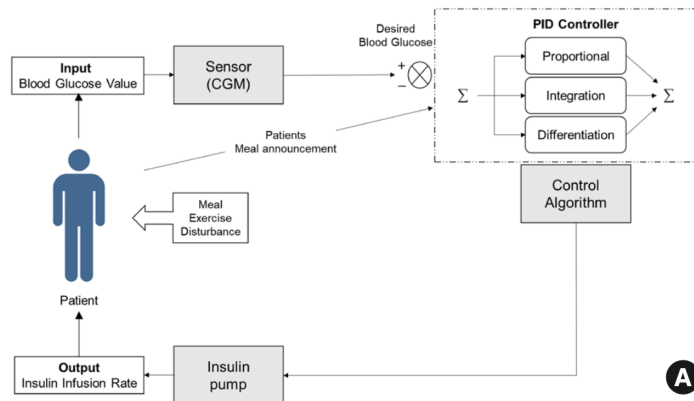 Desired
Blood Glucose
PID Controller
Input
Blood Glucose Value
Sensor
(CGM)
+
−
Σ
Proportional
Integration
Differentiation
Σ
Patients
Meal announcement
Control
Algorithm
Meal
Exercise
Disturbance
Patient
Output
Insulin Infusion Rate
Insulin
pump
A